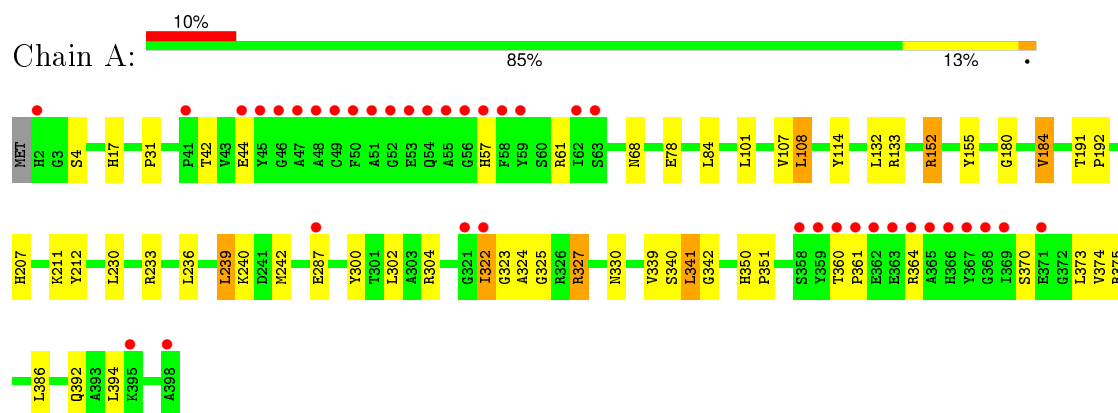 10%
Chain A:
85% 13% •
MET H2 G3 S4 H17 P31 P41 T42 V43 E44 Y45 G46 A47 A48 C49 F50 A51 G52 E53 Q54 A55 G56 H57 F58 Y59 S60 R61 I62 S63 N68 E78 L84 L101 V107 L108 Y114 L132 R133 R152 Y155 G180 V184 T191 P192
H207 K211 Y212 L230 R233 L236 L239 K240 D241 M242 E287 Y300 T301 L302 A303 R304 G321 I322 G323 A324 G325 R326 R327 N330 V339 S340 L341 G342 H350 P351 S358 Y359 T360 P361 E362 E363 R364 A365 H366 Y367 G368 I369 S370 E371 G372 L373 V374 R375
L386 Q392 A393 L394 K395 A398